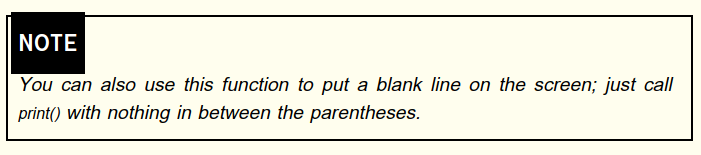 NOTE
You can also use this function to put a blank line on the screen; just call
print() with nothing in between the parentheses.